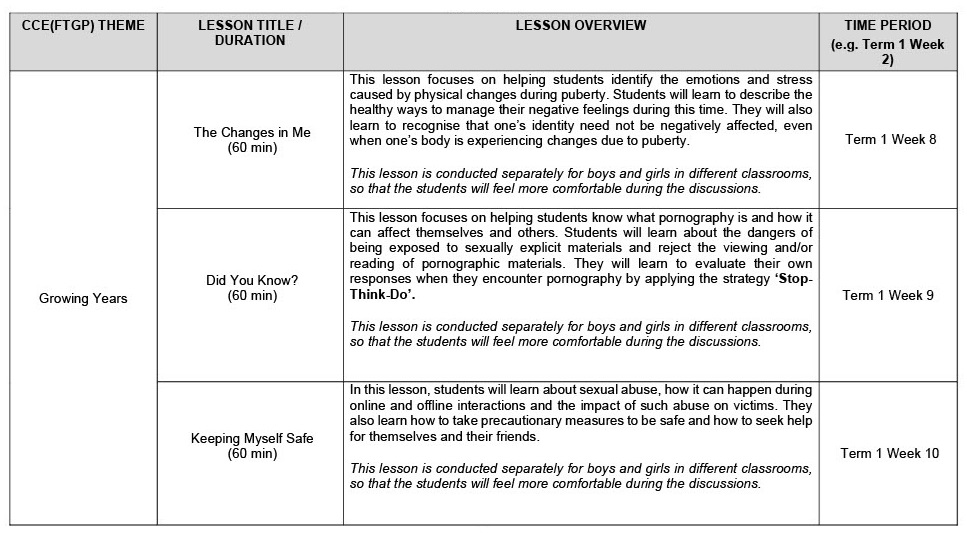 CCE(FTGP) THEME
LESSON TITLE /
DURATION
LESSON OVERVIEW
TIME PERIOD
(e.g. Term 1 Week
2)
Growing Years
The Changes in Me
(60 min)
This lesson focuses on helping students identify the emotions and stress
caused by physical changes during puberty. Students will learn to describe the
healthy ways to manage their negative feelings during this time. They will also
learn to recognise that one's identity need not be negatively affected, even
when one's body is experiencing changes due to puberty.
This lesson is conducted separately for boys and girls in different classrooms,
so that the students will feel more comfortable during the discussions.
Term 1 Week 8
Did You Know?
(60 min)
This lesson focuses on helping students know what pornography is and how it
can affect themselves and others. Students will learn about the dangers of
being exposed to sexually explicit materials and reject the viewing and/or
reading of pornographic materials. They will learn to evaluate their own
responses when they encounter pornography by applying the strategy ‘Stop-
Think-Do’.
This lesson is conducted separately for boys and girls in different classrooms,
so that the students will feel more comfortable during the discussions.
Term 1 Week 9
Keeping Myself Safe
(60 min)
In this lesson, students will learn about sexual abuse, how it can happen during
online and offline interactions and the impact of such abuse on victims. They
also learn how to take precautionary measures to be safe and how to seek help
for themselves and their friends.
This lesson is conducted separately for boys and girls in different classrooms,
so that the students will feel more comfortable during the discussions.
Term 1 Week 10